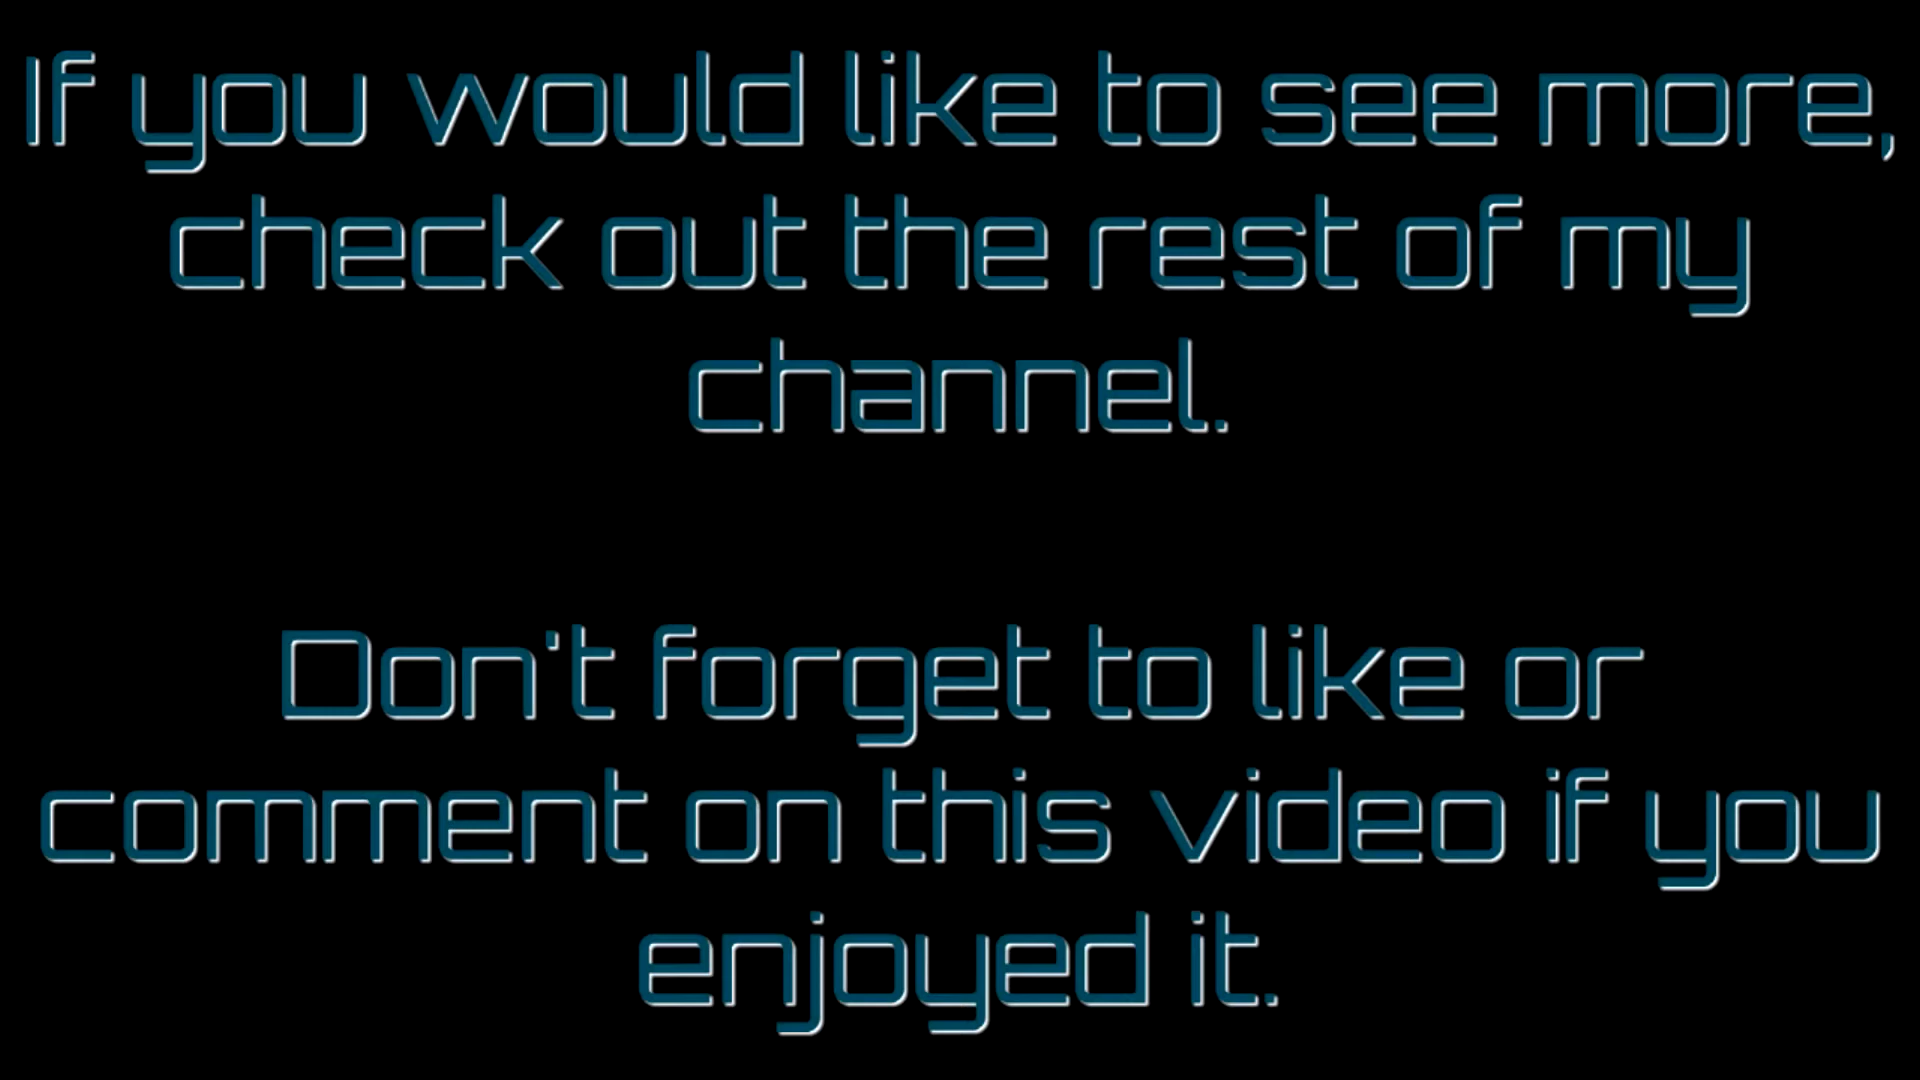 If you would like to see more,
check out the rest of my
channel.
Don't forget to like or
comment on this video if you
enjoyed it.